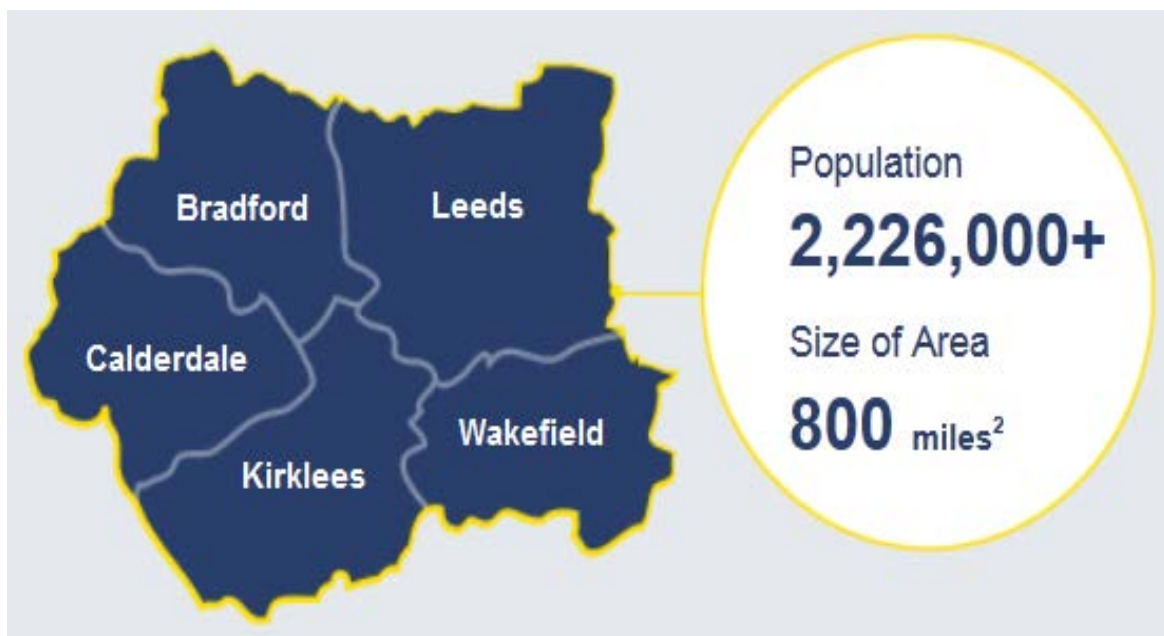 Bradford
Leeds
Calderdale
Wakefield
Kirklees
Population
2,226,000+
Size of Area
800 miles²